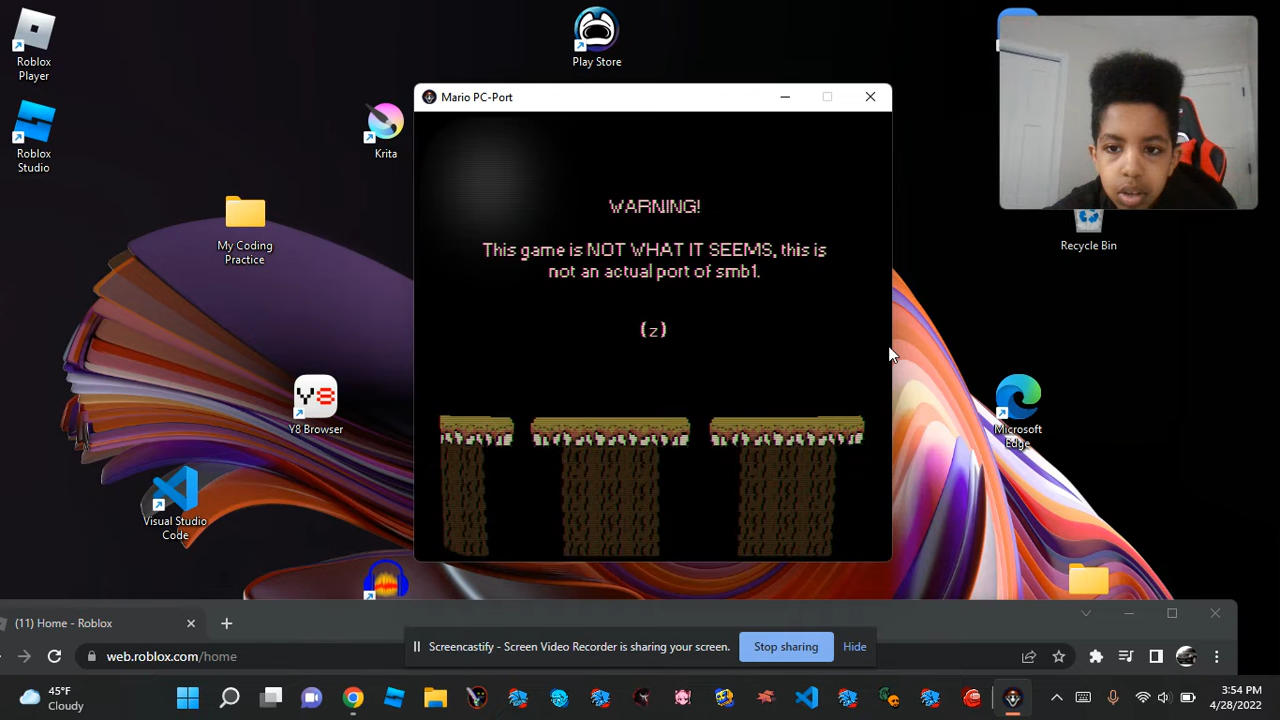 Roblox
Player
Play Store
Mario PC-Port
Roblox
Studio
Krita
WARNING!
My Coding
Practice
Recycle Bin
This game is NOT WHAT IT SEEMS, this is
not an actual port of smb1.
(z)
Y8
Y8 Browser
Microsoft
Edge
Visual Studio
Code
(11) Home - Roblox
Screencastify - Screen Video Recorder is sharing your screen.
Stop sharing
Hide
web.roblox.com/home
45°F
Cloudy
3:54 PM
4/28/2022